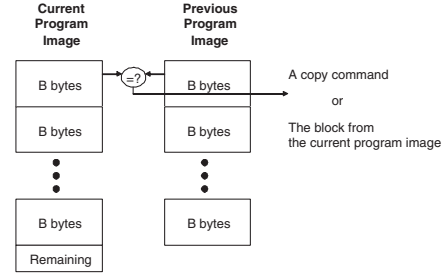 Current
Program
Image
Previous
Program
Image
B bytes
=?
B bytes
A copy command
or
B bytes
B bytes
The block from
the current program image
B bytes
B bytes
Remaining